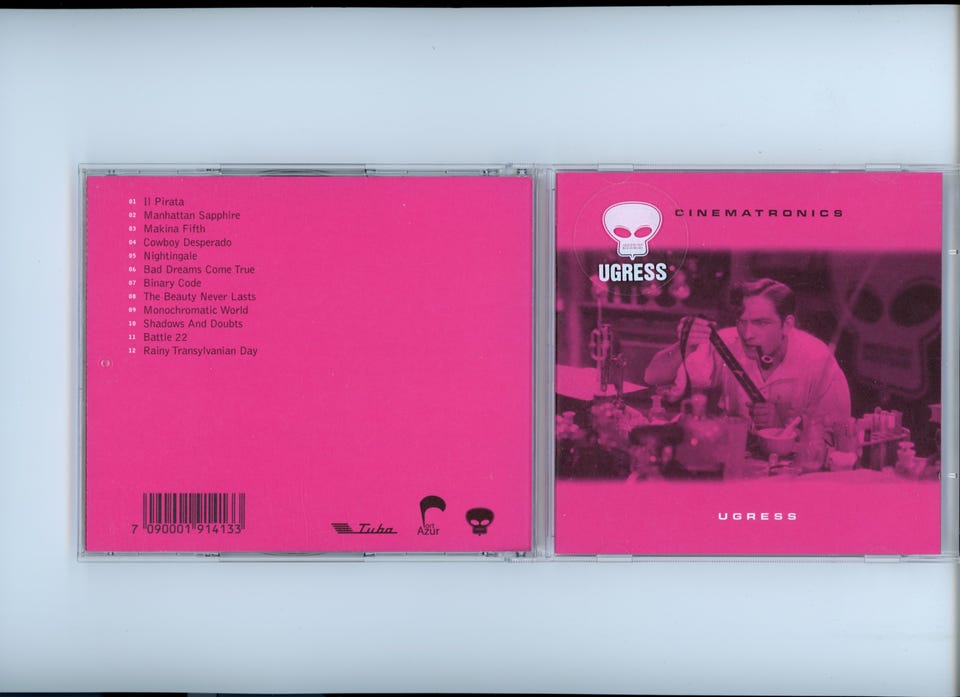 01 Il Pirata
02 Manhattan Sapphire
03 Makina Fifth
04 Cowboy Desperado
05 Nightingale
06 Bad Dreams Come True
07 Binary Code
08 The Beauty Never Lasts
09 Monochromatic World
10 Shadows And Doubts
11 Battle 22
12 Rainy Transylvanian Day
7 090001 914133
Tuba
Port Azur
CINEMATRONICS
UGRESS
UGRESS